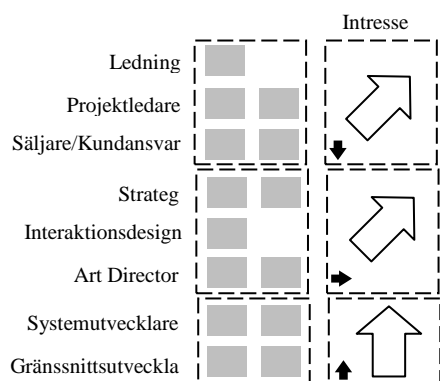 Intresse
Ledning
Projektledare
Säljare/Kundansvar
Strateg
Interaktionsdesign
Art Director
Systemutvecklare
Gränssnittsutveckla